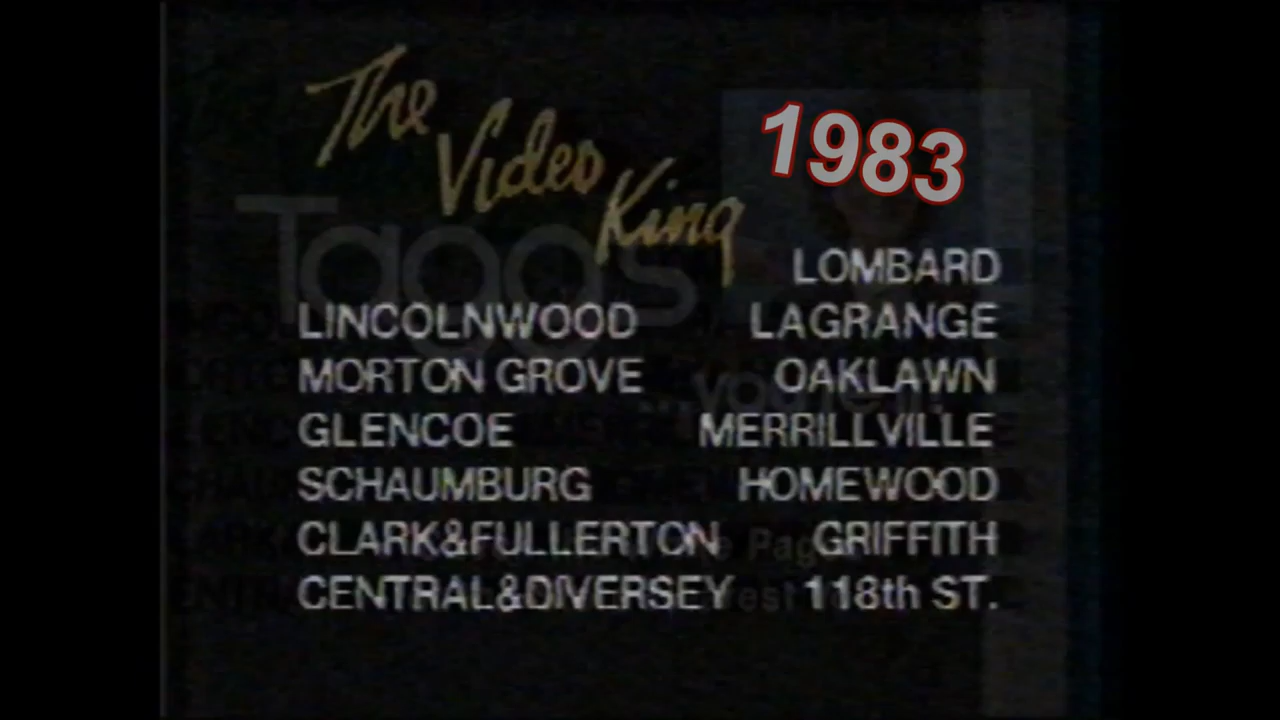 The
Video
King
1983
Taggs
LOMBARD
LINCOLNWOOD LAGRANGE
MORTON GROVE OAKLAWN
GLENCOE MERRILLVILLE
SCHAUMBURG HOMEWOOD
CLARK&FULLERTON GRIFFITH
CENTRAL&DIVERSEY 118th ST.